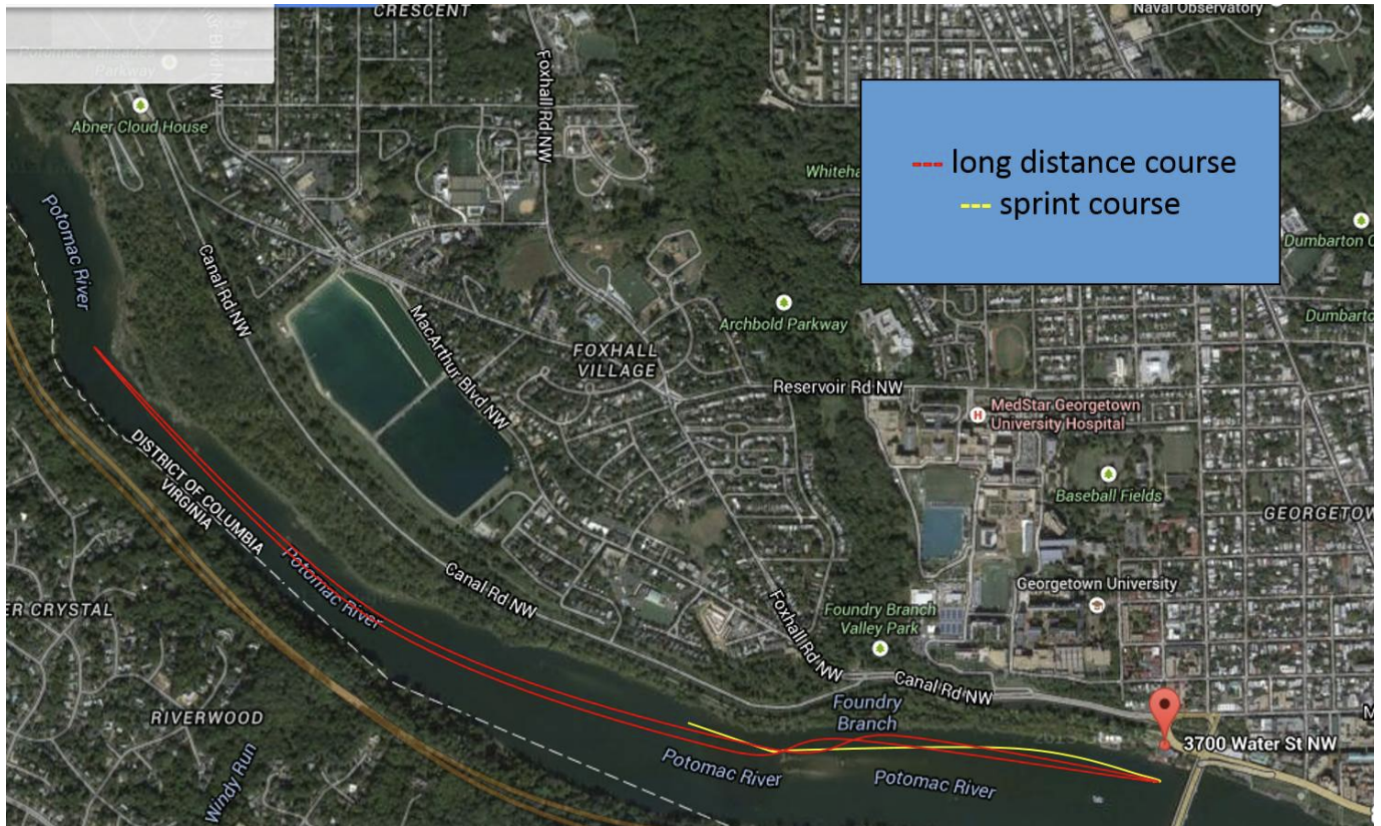 CRESCENT
Naval Observatory
Parkway
Foxhall Rd NW
Abner Cloud House
--- long distance course
--- sprint course
Dumbarton
Potomac River
Canal Rd NW
MacArthur Blvd NW
Archbold Parkway
FOXHALL
VILLAGE
Reservoir Rd NW
H
MedStar Georgetown
University Hospital
Baseball Fields
GEORGETOW
DISTRICT OF COLUMBIA
VIRGINIA
Potomac River
Canal Rd NW
Georgetown University
ER CRYSTAL
Foxhall Rd NW
Foundry Branch
Valley Park
Canal Rd NW
RIVERWOOD
Foundry
Branch
3700 Water St NW
Windy Run
Potomac River
Potomac River